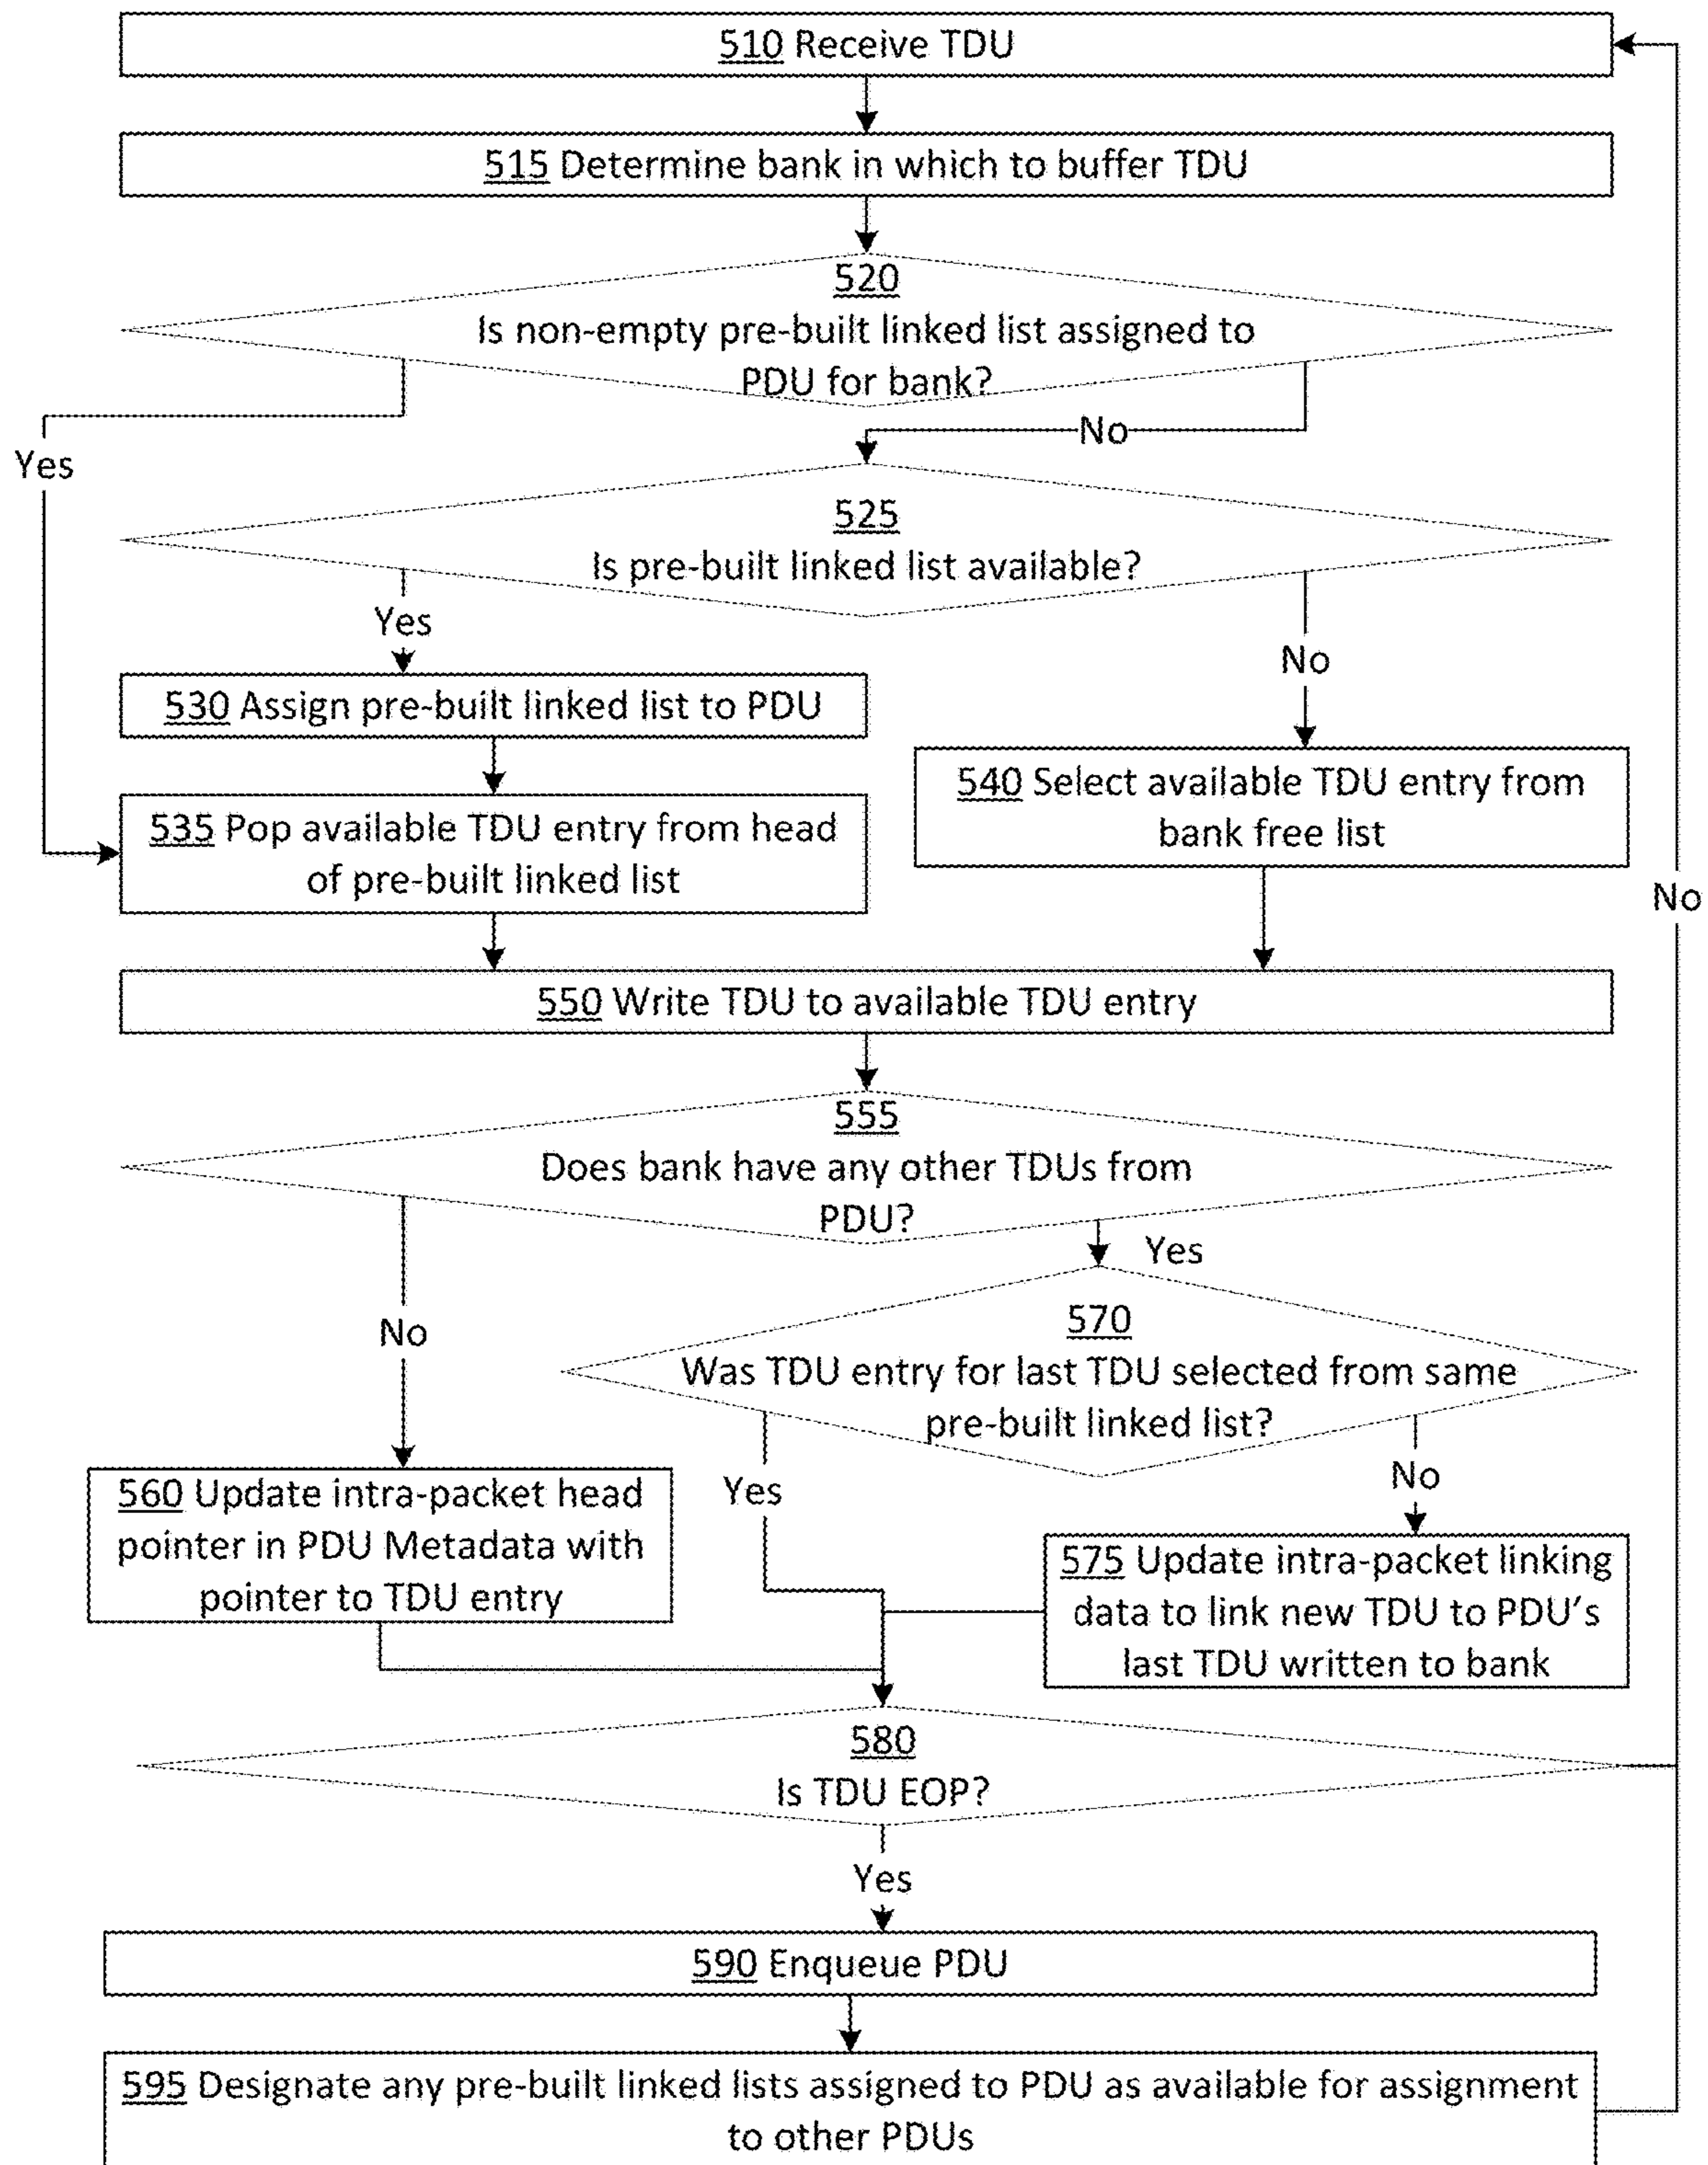 510 Receive TDU
515 Determine bank in which to buffer TDU
520
Is non-empty pre-built linked list assigned to
PDU for bank?
No
Yes
525
Is pre-built linked list available?
Yes
No
530 Assign pre-built linked list to PDU
540 Select available TDU entry from
bank free list
535 Pop available TDU entry from head
of pre-built linked list
No
550 Write TDU to available TDU entry
555
Does bank have any other TDUs from
PDU?
Yes
No
570
Was TDU entry for last TDU selected from same
pre-built linked list?
Yes
No
560 Update intra-packet head
pointer in PDU Metadata with
pointer to TDU entry
575 Update intra-packet linking
data to link new TDU to PDU's
last TDU written to bank
580
Is TDU EOP?
Yes
590 Enqueue PDU
595 Designate any pre-built linked lists assigned to PDU as available for assignment
to other PDUs